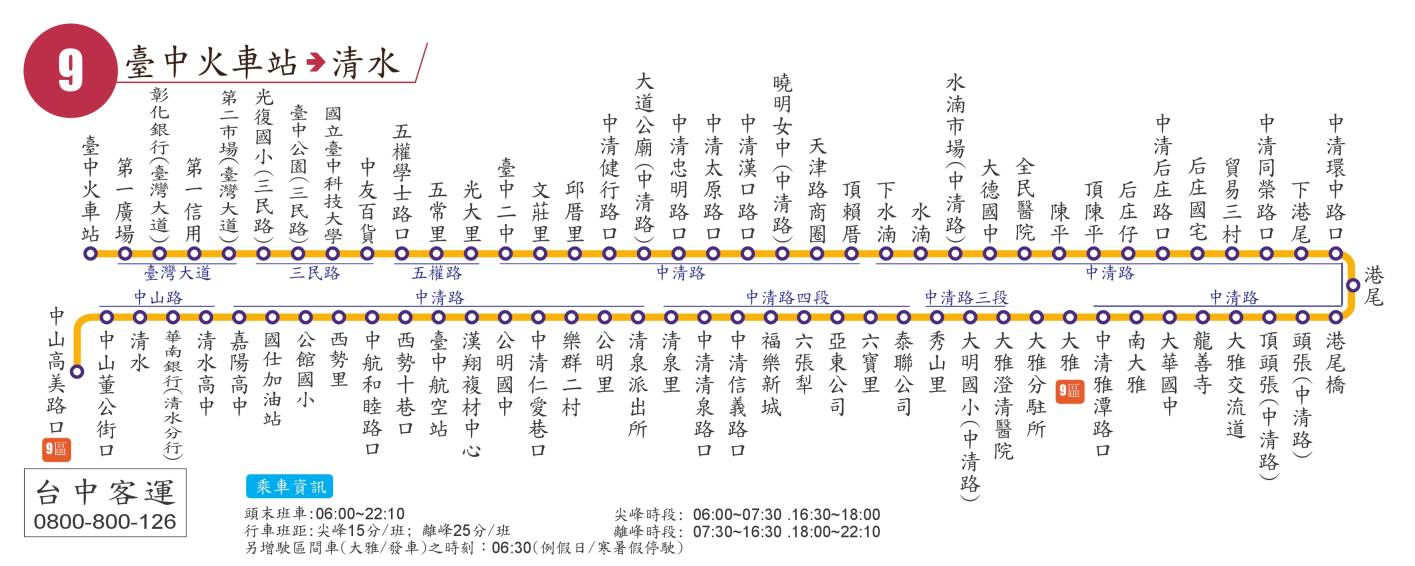 9
臺中火車站➔清水
臺中火車站
第一廣場
彰化銀行(臺灣大道)
第一信用
第二市場(臺灣大道)
光復國小(三民路)
臺中公園(三民路)
國立臺中科技大學
中友百貨
五權學士路口
五常里
光大里
臺中二中
文莊里
邱厝里
中清健行路口
大道公廟(中清路)
中清忠明路口
中清太原路口
中清漢口路口
曉明女中(中清路)
天津路商圈
頂賴厝
下水湳
水湳
水湳市場(中清路)
大德國中
全民醫院
陳平
頂陳平
后庄仔
中清后庄路口
后庄國宅
貿易三村
中清同榮路口
下港尾
中清環中路口
臺灣大道
三民路
五權路
中清路
中清路
港尾
中山路
中清路
中清路四段
中清路三段
中清路
中山高美路口
9區
中山董公街口
清水
華南銀行(清水分行)
清水高中
嘉陽高中
國仕加油站
公館國小
西勢里
中航和睦路口
西勢十巷口
臺中航空站
漢翔複材中心
公明國中
中清仁愛巷口
樂群二村
公明里
清泉派出所
清泉里
中清清泉路口
中清信義路口
福樂新城
六張犁
亞東公司
六寶里
泰聯公司
秀山里
大明國小(中清路)
大雅澄清醫院
大雅分駐所
大雅
9區
中清雅潭路口
南大雅
大華國中
龍善寺
大雅交流道
頂頭張(中清路)
頭張(中清路)
港尾橋
台中客運
0800-800-126
乘車資訊
頭末班車:06:00~22:10
行車班距:尖峰15分/班; 離峰25分/班
另增駛區間車(大雅/發車)之時刻：06:30(例假日/寒暑假停駛)
尖峰時段: 06:00~07:30 .16:30~18:00
離峰時段: 07:30~16:30 .18:00~22:10